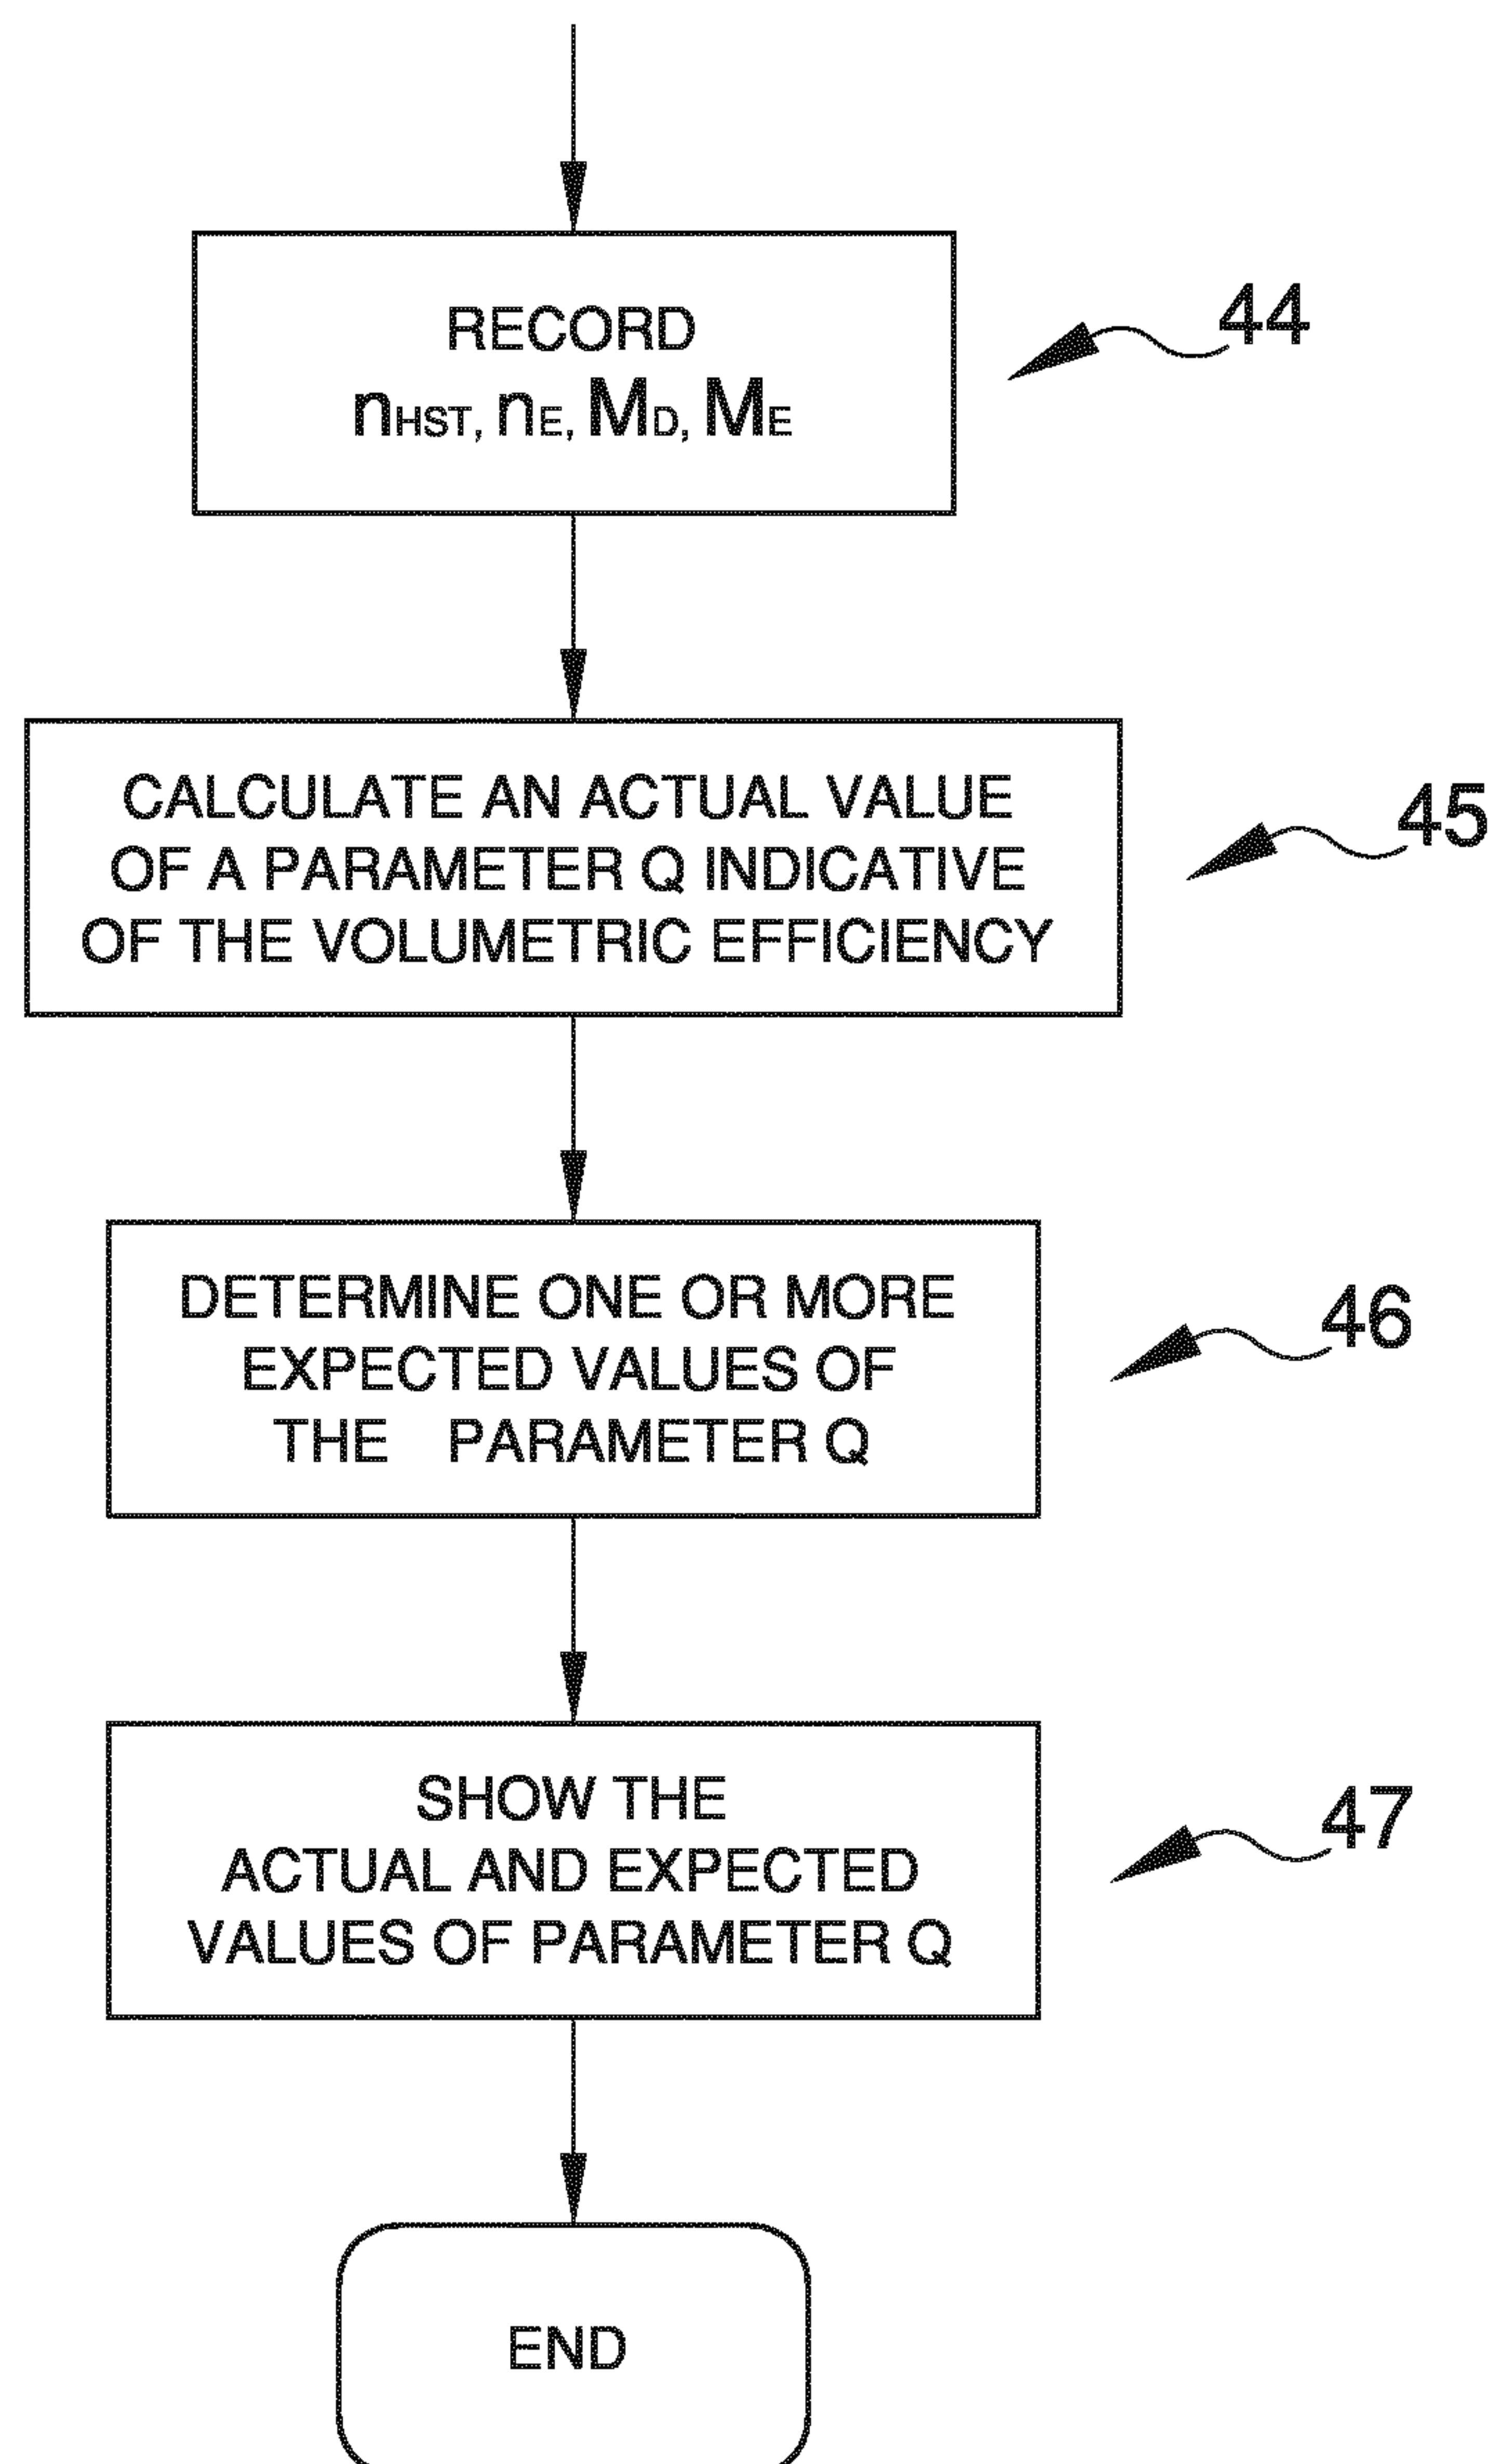 RECORD
nHST, nE, MD, ME
44
CALCULATE AN ACTUAL VALUE
OF A PARAMETER Q INDICATIVE
OF THE VOLUMETRIC EFFICIENCY
45
DETERMINE ONE OR MORE
EXPECTED VALUES OF
THE PARAMETER Q
46
SHOW THE
ACTUAL AND EXPECTED
VALUES OF PARAMETER Q
47
END